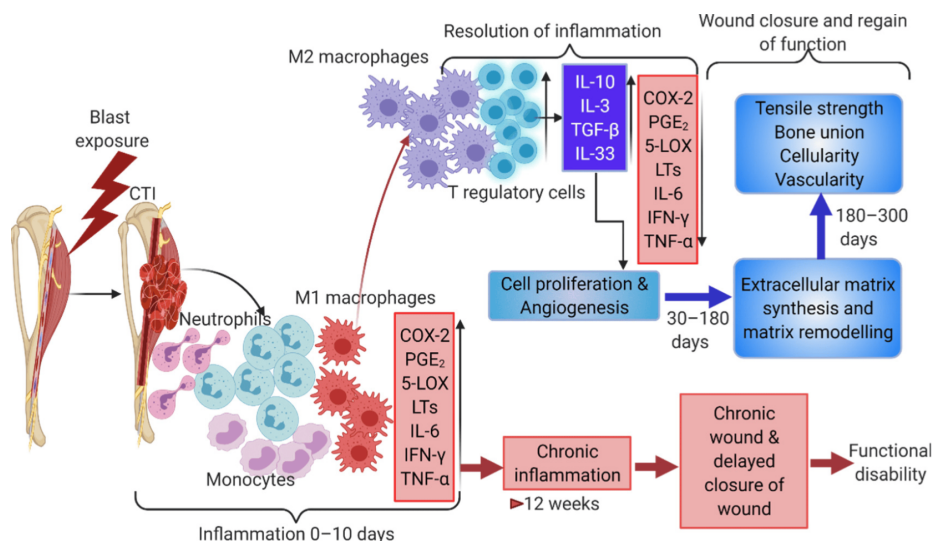 Blast
exposure
CTI
Neutrophils
Monocytes
M1 macrophages
COX-2
PGE₂
5-LOX
LTs
IL-6
IFN-γ
TNF-α
Inflammation 0–10 days
M2 macrophages
T regulatory cells
Resolution of inflammation
IL-10
IL-3
TGF-β
IL-33
COX-2
PGE₂
5-LOX
LTs
IL-6
IFN-γ
TNF-α
Cell proliferation &
Angiogenesis
30–180
days
Extracellular matrix
synthesis and
matrix remodelling
180–300
days
Tensile strength
Bone union
Cellularity
Vascularity
Wound closure and regain
of function
Chronic
inflammation
>12 weeks
Chronic
wound &
delayed
closure of
wound
Functional
disability